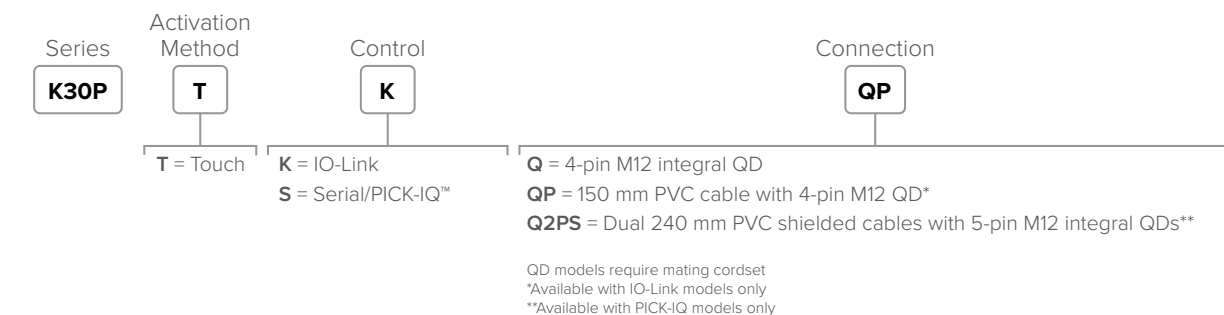 Series
Activation
Method
Control
Connection
K30P
T
K
QP
T = Touch
K = IO-Link
S = Serial/PICK-IQ™
Q = 4-pin M12 integral QD
QP = 150 mm PVC cable with 4-pin M12 QD*
Q2PS = Dual 240 mm PVC shielded cables with 5-pin M12 integral QDs**
QD models require mating cordset
*Available with IO-Link models only
**Available with PICK-IQ models only